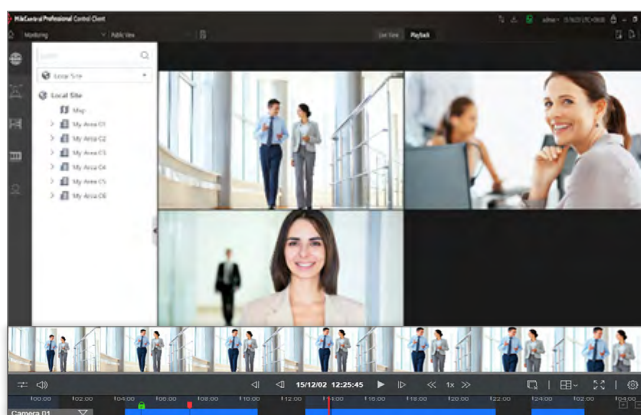 HikCentral Professional Control Client
admin
Monitoring
Public View
Live View
Playback
Search
Local Site
Local Site
Map
My Area 01
My Area 02
My Area 03
My Area 04
My Area 05
My Area 06
15/12/02 12:25:45
1x
Camera 01